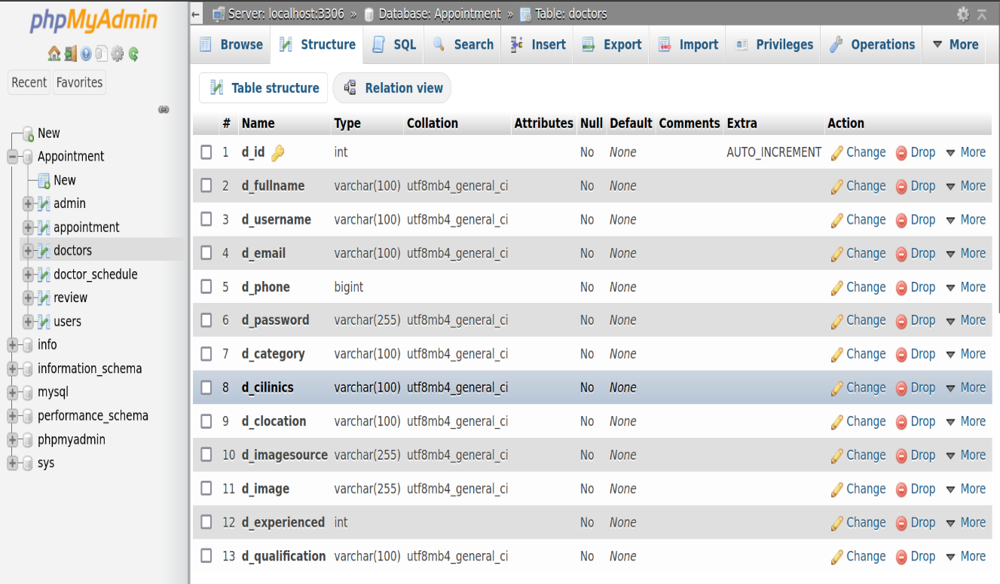 phpMyAdmin
Recent Favorites
New
Appointment
New
admin
appointment
doctors
doctor_schedule
review
users
info
information_schema
mysql
performance_schema
phpmyadmin
sys
Server: localhost:3306 » Database: Appointment » Table: doctors
Browse Structure SQL Search Insert Export Import Privileges Operations More
Table structure Relation view
# Name Type Collation Attributes Null Default Comments Extra Action
1 d_id int No None AUTO_INCREMENT Change Drop More
2 d_fullname varchar(100) utf8mb4_general_ci No None Change Drop More
3 d_username varchar(100) utf8mb4_general_ci No None Change Drop More
4 d_email varchar(100) utf8mb4_general_ci No None Change Drop More
5 d_phone bigint No None Change Drop More
6 d_password varchar(255) utf8mb4_general_ci No None Change Drop More
7 d_category varchar(100) utf8mb4_general_ci No None Change Drop More
8 d_cilinics varchar(100) utf8mb4_general_ci No None Change Drop More
9 d_clocation varchar(100) utf8mb4_general_ci No None Change Drop More
10 d_imagesource varchar(255) utf8mb4_general_ci No None Change Drop More
11 d_image varchar(255) utf8mb4_general_ci No None Change Drop More
12 d_experienced int No None Change Drop More
13 d_qualification varchar(100) utf8mb4_general_ci No None Change Drop More